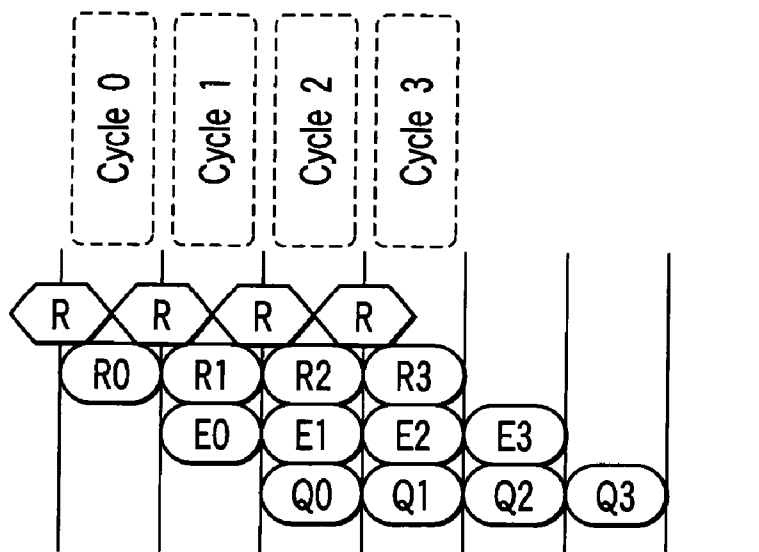 Cycle 0 Cycle 1 Cycle 2 Cycle 3
R R R R
R0 R1 R2 R3
E0 E1 E2 E3
Q0 Q1 Q2 Q3